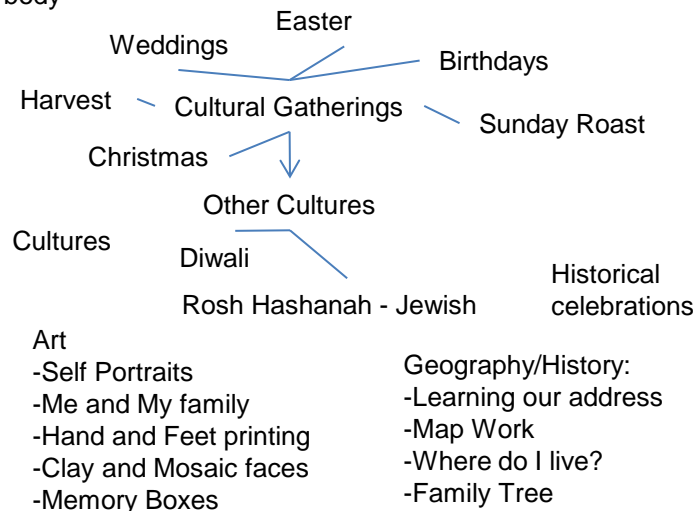 body
Easter
Weddings
Birthdays
Harvest
Cultural Gatherings
Sunday Roast
Christmas
Other Cultures
Cultures
Diwali
Historical
celebrations
Rosh Hashanah - Jewish
Art
-Self Portraits
-Me and My family
-Hand and Feet printing
-Clay and Mosaic faces
-Memory Boxes
Geography/History:
-Learning our address
-Map Work
-Where do I live?
-Family Tree